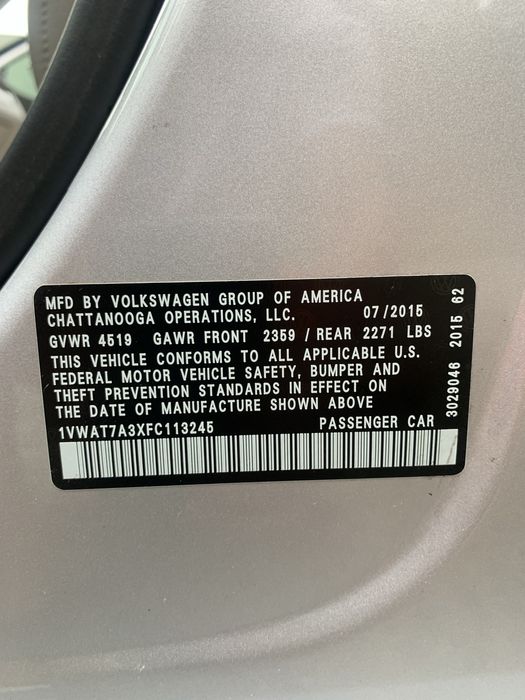 MFD BY VOLKSWAGEN GROUP OF AMERICA
CHATTANOOGA OPERATIONS, LLC. 07/2015
GVWR 4519 GAWR FRONT 2359 / REAR 2271 LBS
THIS VEHICLE CONFORMS TO ALL APPLICABLE U.S.
FEDERAL MOTOR VEHICLE SAFETY, BUMPER AND
THEFT PREVENTION STANDARDS IN EFFECT ON
THE DATE OF MANUFACTURE SHOWN ABOVE
1VWAT7A3XFC113245 PASSENGER CAR
3029046 2015 62